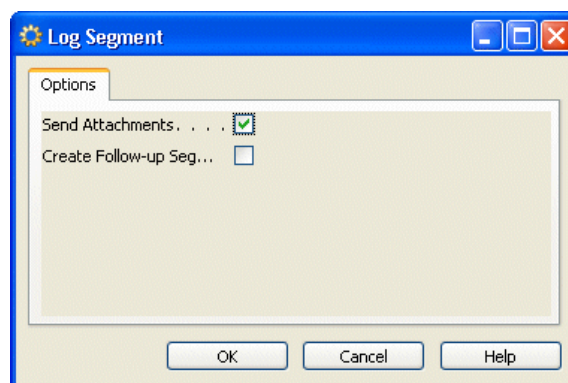 Log Segment
Options
Send Attachments. . . .
Create Follow-up Seg...
OK Cancel Help